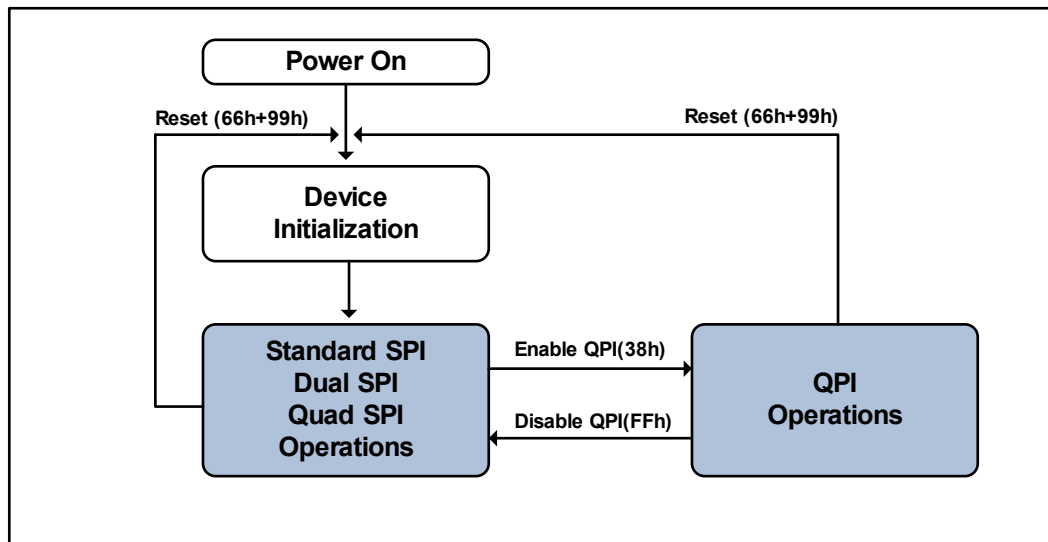 Power On
Reset (66h+99h)
Reset (66h+99h)
Device
Initialization
Standard SPI
Dual SPI
Quad SPI
Operations
Enable QPI(38h)
Disable QPI(FFh)
QPI
Operations